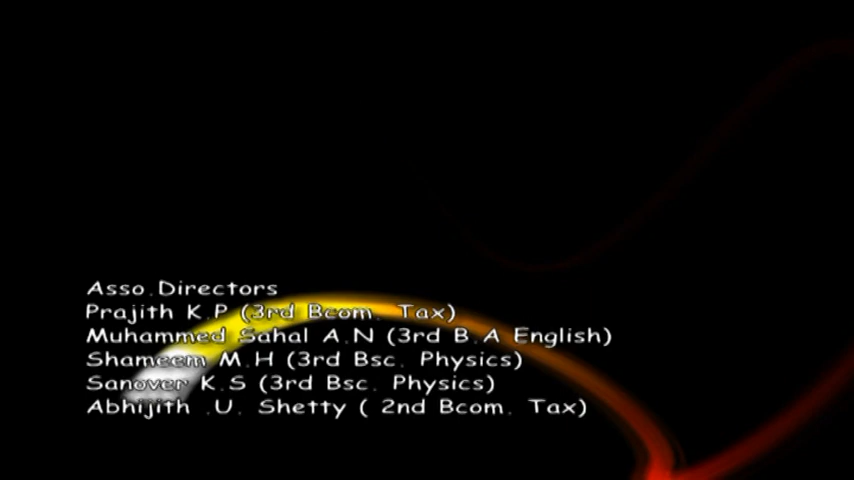 Asso.Directors
Prajith K.P (3rd Bcom. Tax)
Muhammed Sahal A.N (3rd B.A English)
Shameem M.H (3rd Bsc. Physics)
Sanover K.S (3rd Bsc. Physics)
Abhijith .U. Shetty ( 2nd Bcom. Tax)